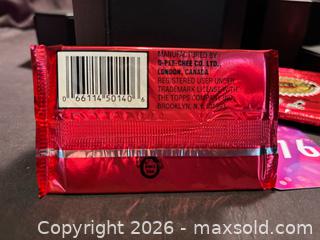 MANUFACTURED BY
O-PEE-CHEE CO. LTD.,
LONDON, CANADA
REGISTERED USER UNDER
TRADEMARK LICENSE WITH
THE TOPPS COMPANY, INC.
BROOKLYN, N.Y. 11232
0 66114 50140 6
16
Copyright 2026 - maxsold.com